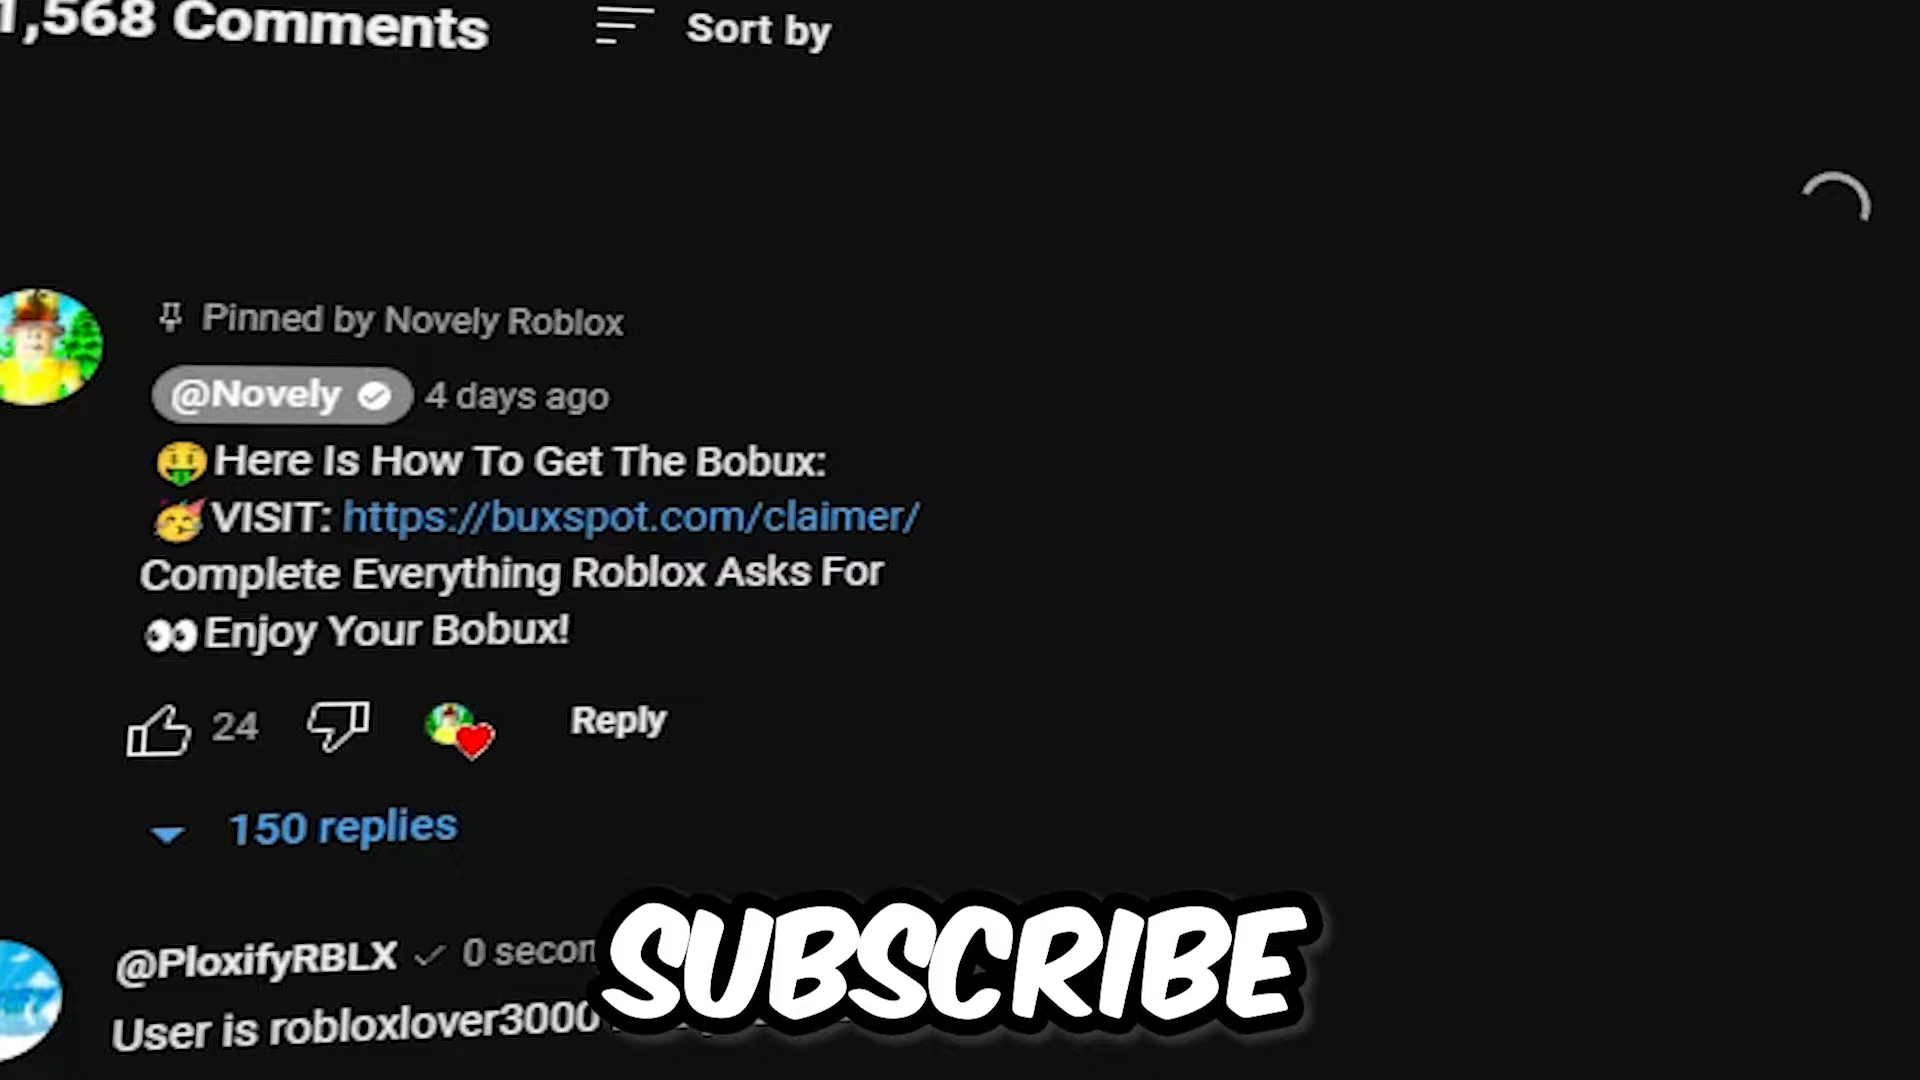 1,568 Comments
Sort by
Pinned by Novely Roblox
@Novely
4 days ago
🤑Here Is How To Get The Bobux:
🥳VISIT: https://buxspot.com/claimer/
Complete Everything Roblox Asks For
👀Enjoy Your Bobux!
24
Reply
150 replies
@PloxifyRBLX
0 secon
User is robloxlover3000
SUBSCRIBE